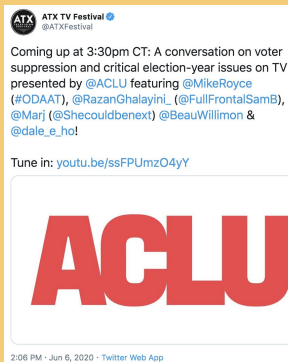 ATX TV Festival
@ATXFestival
Coming up at 3:30pm CT: A conversation on voter
suppression and critical election-year issues on TV
presented by @ACLU featuring @MikeRoyce
(#ODAAT), @RazanGhalayini_ (@FullFrontalSamB),
@Marj (@Shecouldbenext) @BeauWillimon &
@dale_e_ho!
Tune in: youtu.be/ssFPUmzO4yY
ACLU
2:06 PM · Jun 6, 2020 · Twitter Web App